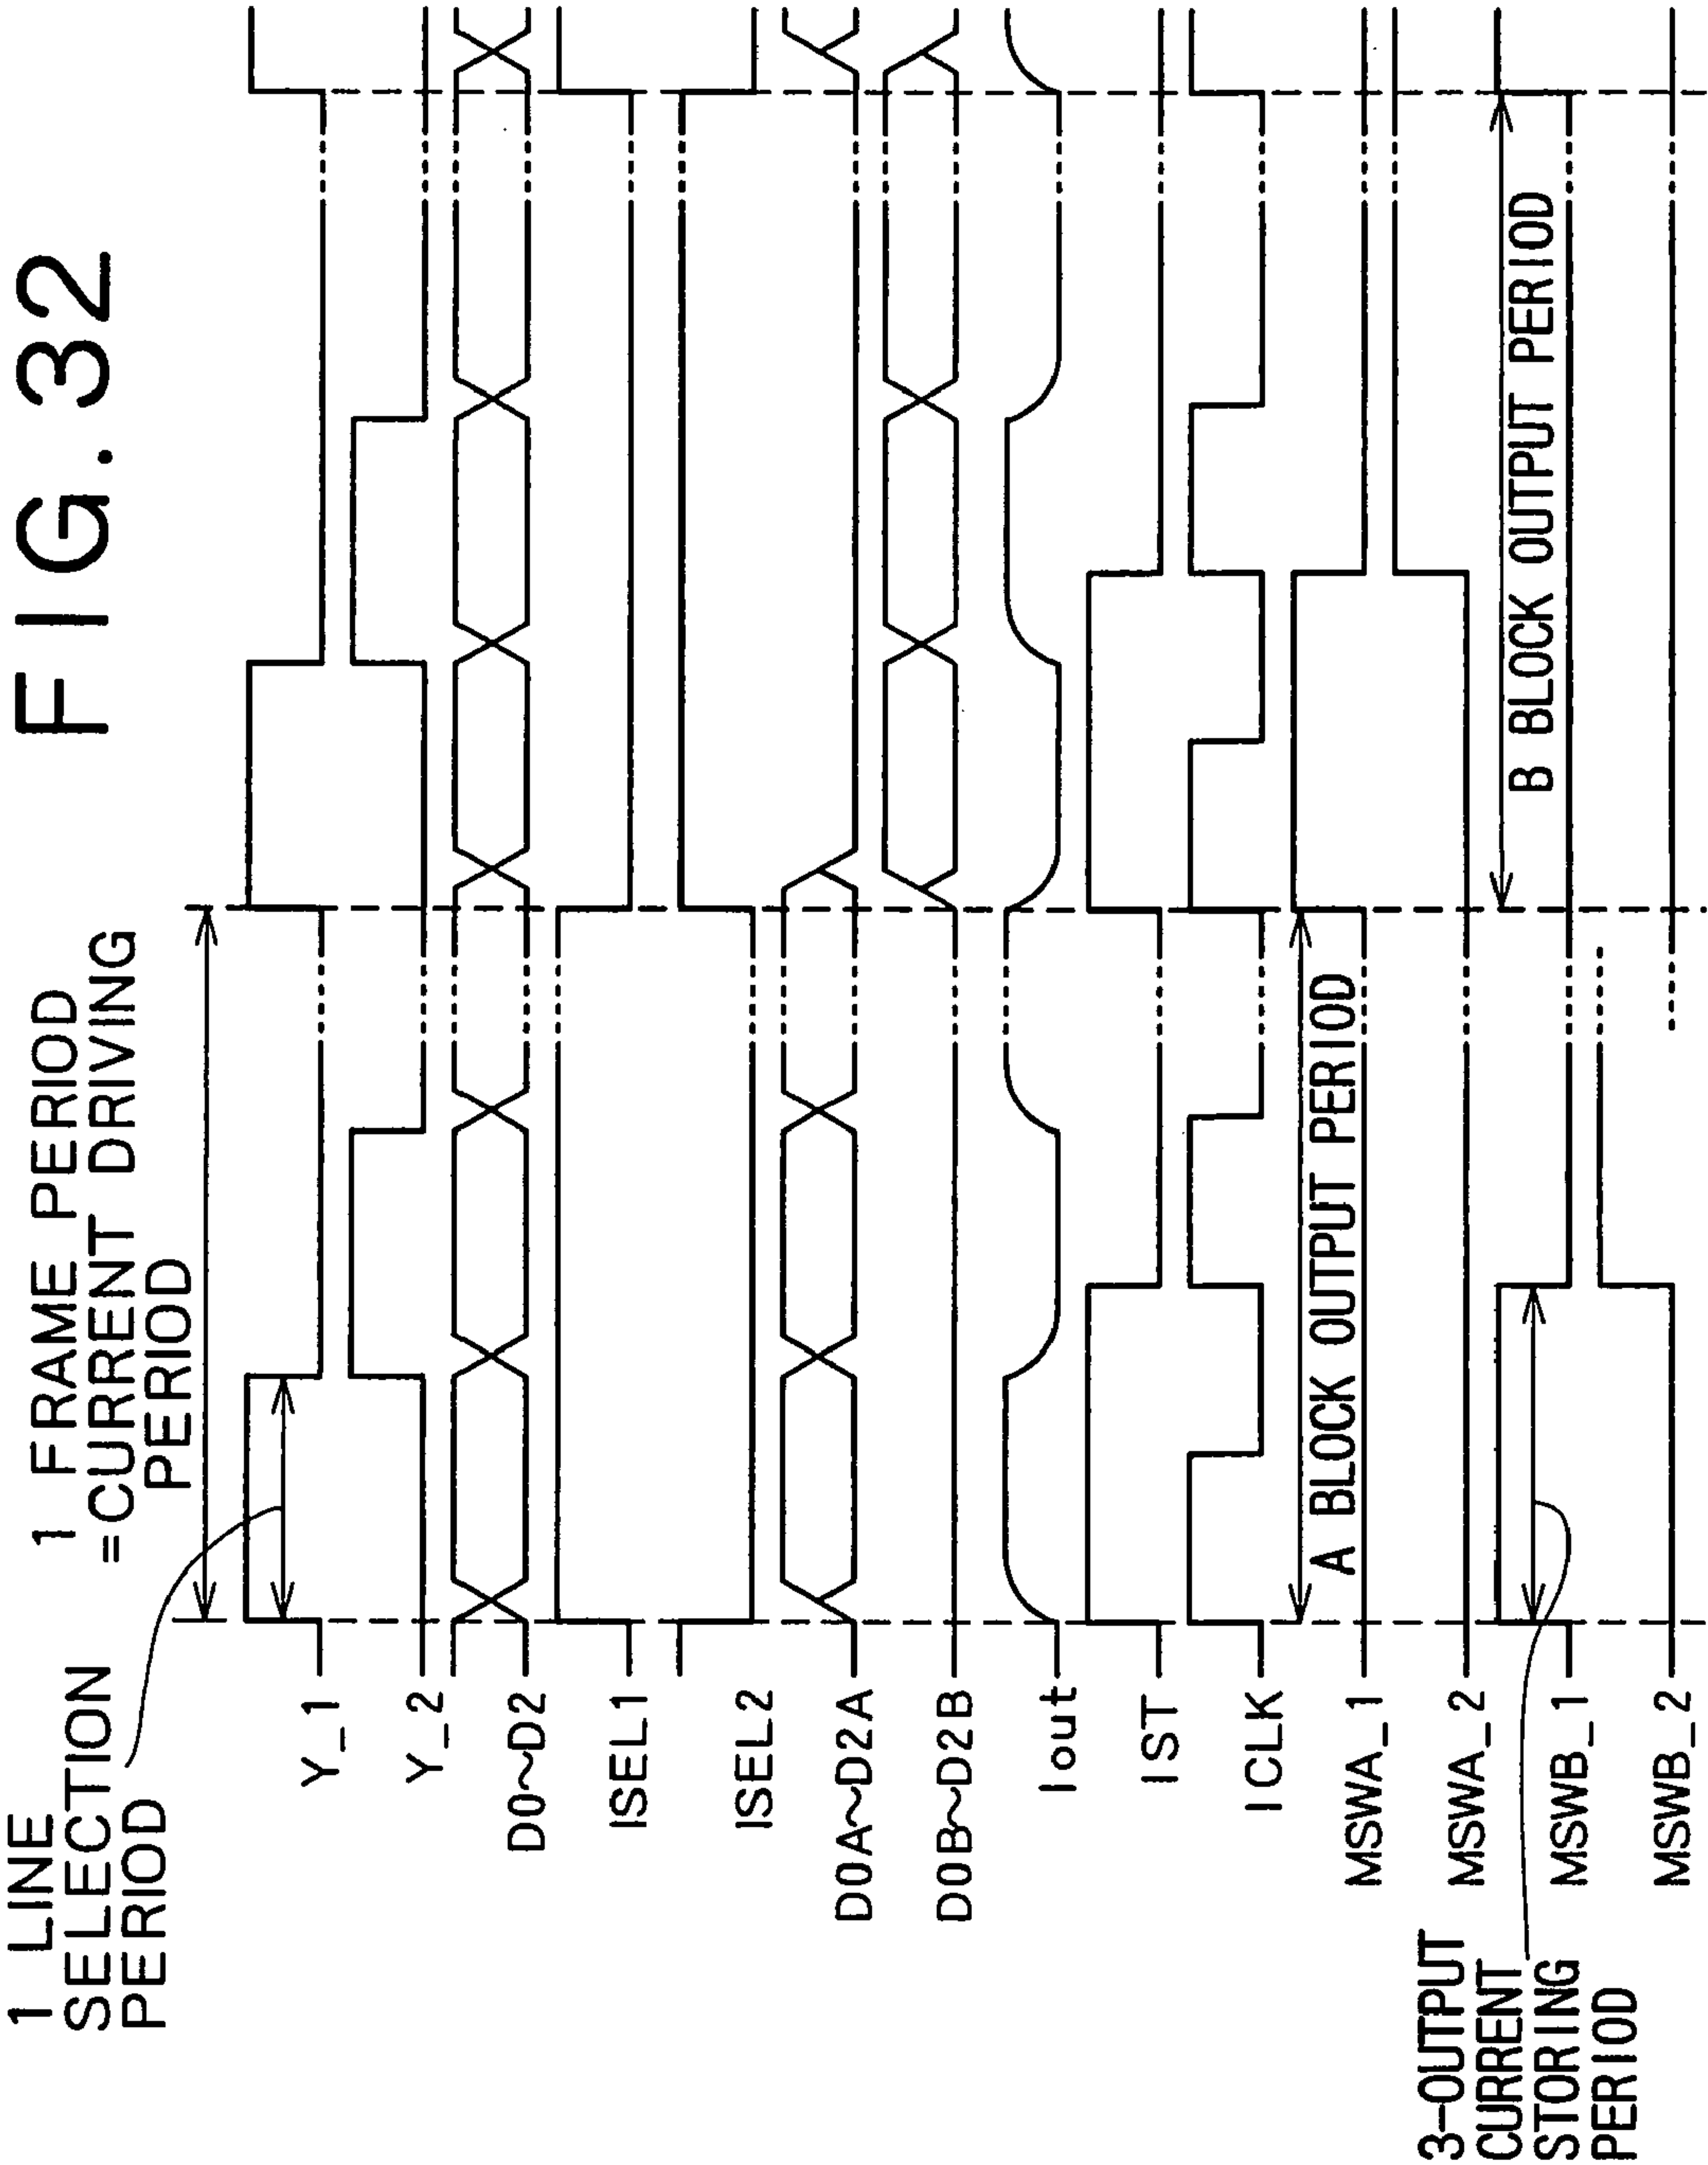 FIG. 32
1 LINE
SELECTION
PERIOD
1 FRAME PERIOD
=CURRENT DRIVING
PERIOD
Y_1
Y_2
D0~D2
ISEL1
ISEL2
D0A~D2A
D0B~D2B
Iout
IST
ICLK
A BLOCK OUTPUT PERIOD
MSWA_1
MSWA_2
B BLOCK OUTPUT PERIOD
MSWB_1
MSWB_2
3-OUTPUT
CURRENT
STORING
PERIOD